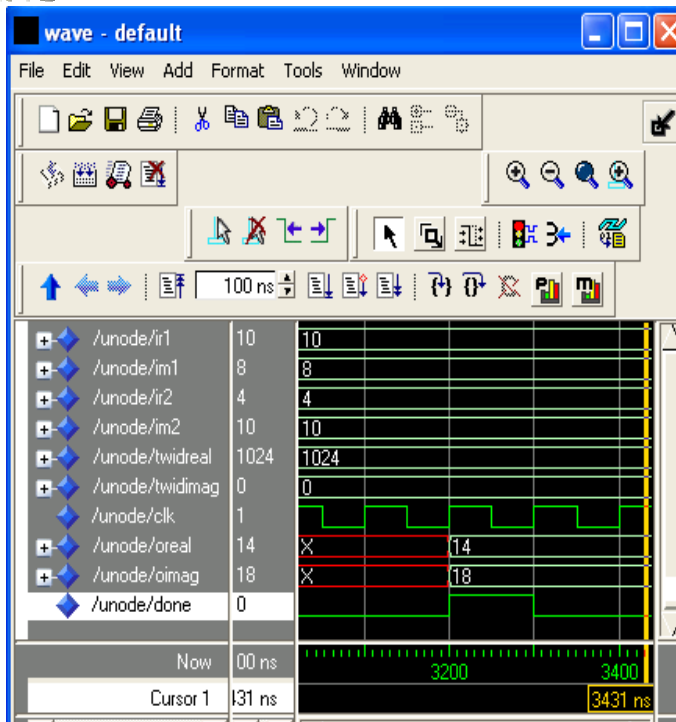 wave - default
File Edit View Add Format Tools Window
100 ns
/unode/ir1 10 10
/unode/im1 8 8
/unode/ir2 4 4
/unode/im2 10 10
/unode/twidreal 1024 1024
/unode/twidimag 0 0
/unode/clk 1
/unode/oreal 14 X 14
/unode/oimag 18 X 18
/unode/done 0
Now 00 ns 3200 3400
Cursor 1 431 ns 3431 ns